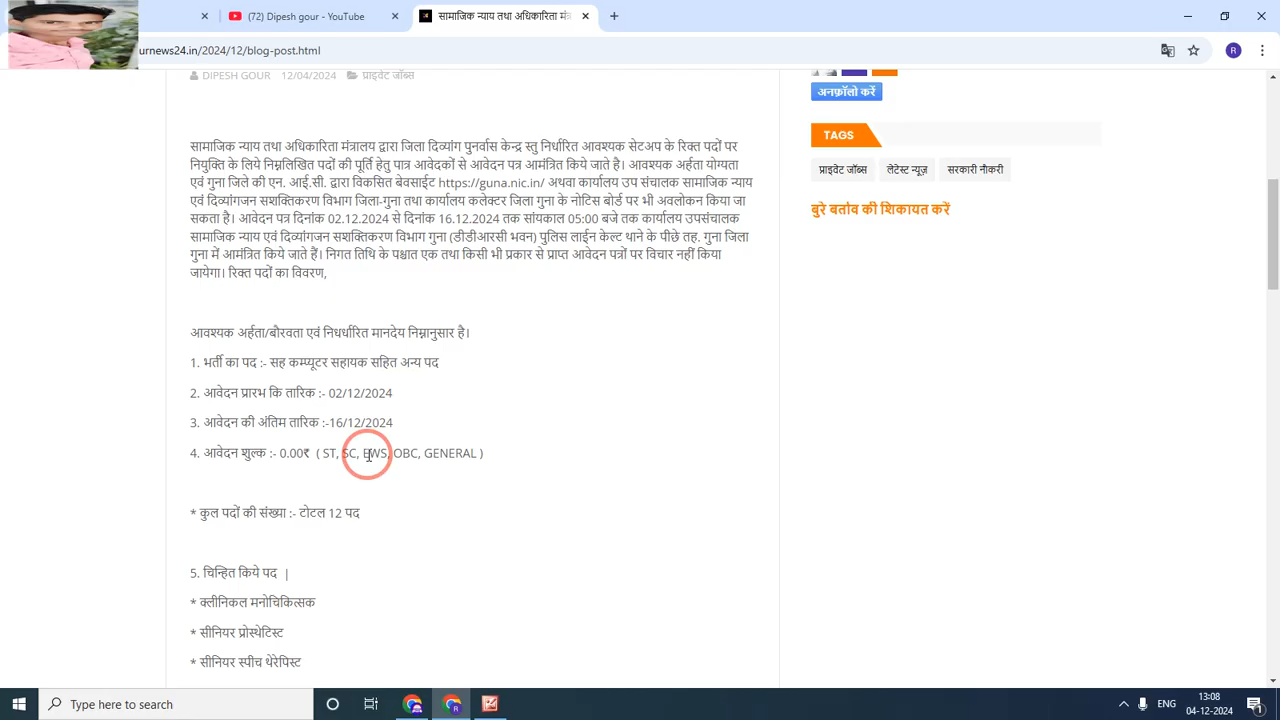 (72) Dipesh gour - YouTube
सामाजिक न्याय तथा अधिकारिता मंत्र
urnews24.in/2024/12/blog-post.html
DIPESH GOUR 12/04/2024 प्राइवेट जॉब्स
सामाजिक न्याय तथा अधिकारिता मंत्रालय द्वारा जिला दिव्यांग पुनर्वास केन्द्र स्तु निर्धारित आवश्यक सेटअप के रिक्त पदों पर
नियुक्ति के लिये निम्नलिखित पदों की पूर्ति हेतु पात्र आवेदकों से आवेदन पत्र आमंत्रित किये जाते है। आवश्यक अर्हता योग्यता
एवं गुना जिले की एन. आई.सी. द्वारा विकसित बेवसाईट https://guna.nic.in/ अथवा कार्यालय उप संचालक सामाजिक न्याय
एवं दिव्यांगजन सशक्तिकरण विभाग जिला-गुना तथा कार्यालय कलेक्टर जिला गुना के नोटिस बोर्ड पर भी अवलोकन किया जा
सकता है। आवेदन पत्र दिनांक 02.12.2024 से दिनांक 16.12.2024 तक सांयकाल 05:00 बजे तक कार्यालय उपसंचालक
सामाजिक न्याय एवं दिव्यांगजन सशक्तिकरण विभाग गुना (डीडीआरसी भवन) पुलिस लाईन केल्ट थाने के पीछे तह. गुना जिला
गुना में आमंत्रित किये जाते हैं। निगत तिथि के पश्चात एक तथा किसी भी प्रकार से प्राप्त आवेदन पत्रों पर विचार नहीं किया
जायेगा। रिक्त पदों का विवरण,
आवश्यक अर्हता/बौरवता एवं निधर्धारित मानदेय निम्नानुसार है।
1. भर्ती का पद :- सह कम्प्यूटर सहायक सहित अन्य पद
2. आवेदन प्रारभ कि तारिक :- 02/12/2024
3. आवेदन की अंतिम तारिक :-16/12/2024
4. आवेदन शुल्क :- 0.00₹ ( ST, SC, EWS, OBC, GENERAL )
* कुल पदों की संख्या :- टोटल 12 पद
5. चिन्हित किये पद |
* क्लीनिकल मनोचिकित्सक
* सीनियर प्रोस्थेटिस्ट
* सीनियर स्पीच थेरेपिस्ट
अनफ़ॉलो करें
TAGS
प्राइवेट जॉब्स लेटेस्ट न्यूज़ सरकारी नौकरी
बुरे बर्ताव की शिकायत करें
R
Type here to search
13:08
04-12-2024